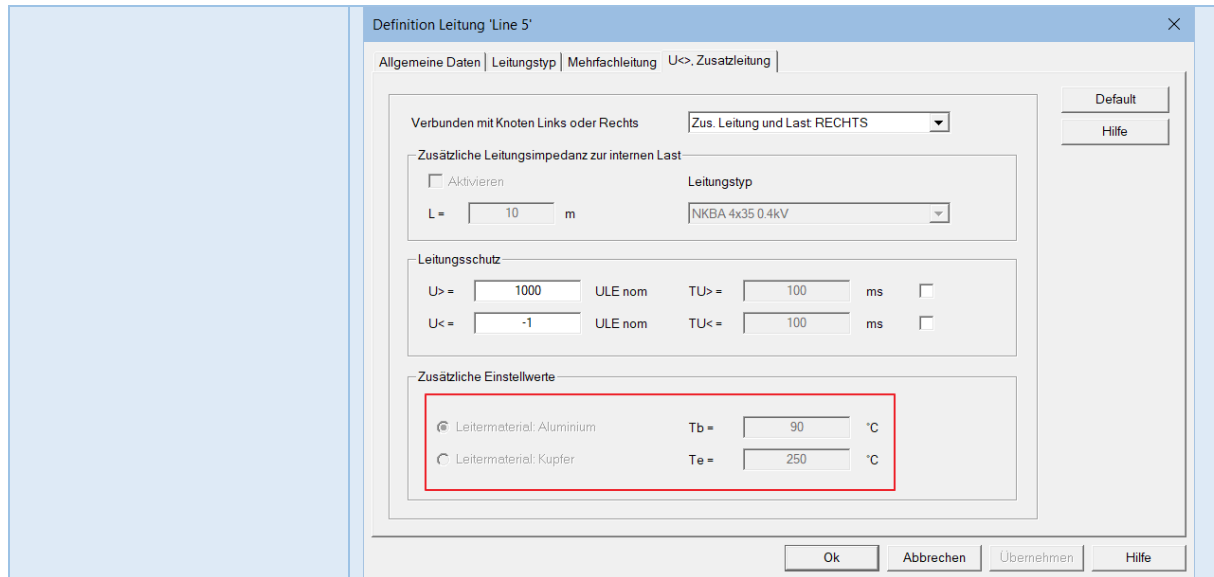 Definition Leitung 'Line 5'
Allgemeine Daten Leitungstyp Mehrfachleitung U<>, Zusatzleitung
Default
Verbunden mit Knoten Links oder Rechts Zus. Leitung und Last: RECHTS
Hilfe
Zusätzliche Leitungsimpedanz zur internen Last
Aktivieren Leitungstyp
L = 10 m NKBA 4x35 0.4kV
Leitungsschutz
U> = 1000 ULE nom TU> = 100 ms
U< = -1 ULE nom TU< = 100 ms
Zusätzliche Einstellwerte
Leitermaterial: Aluminium Tb = 90 °C
Leitermaterial: Kupfer Te = 250 °C
Ok Abbrechen Übernehmen Hilfe